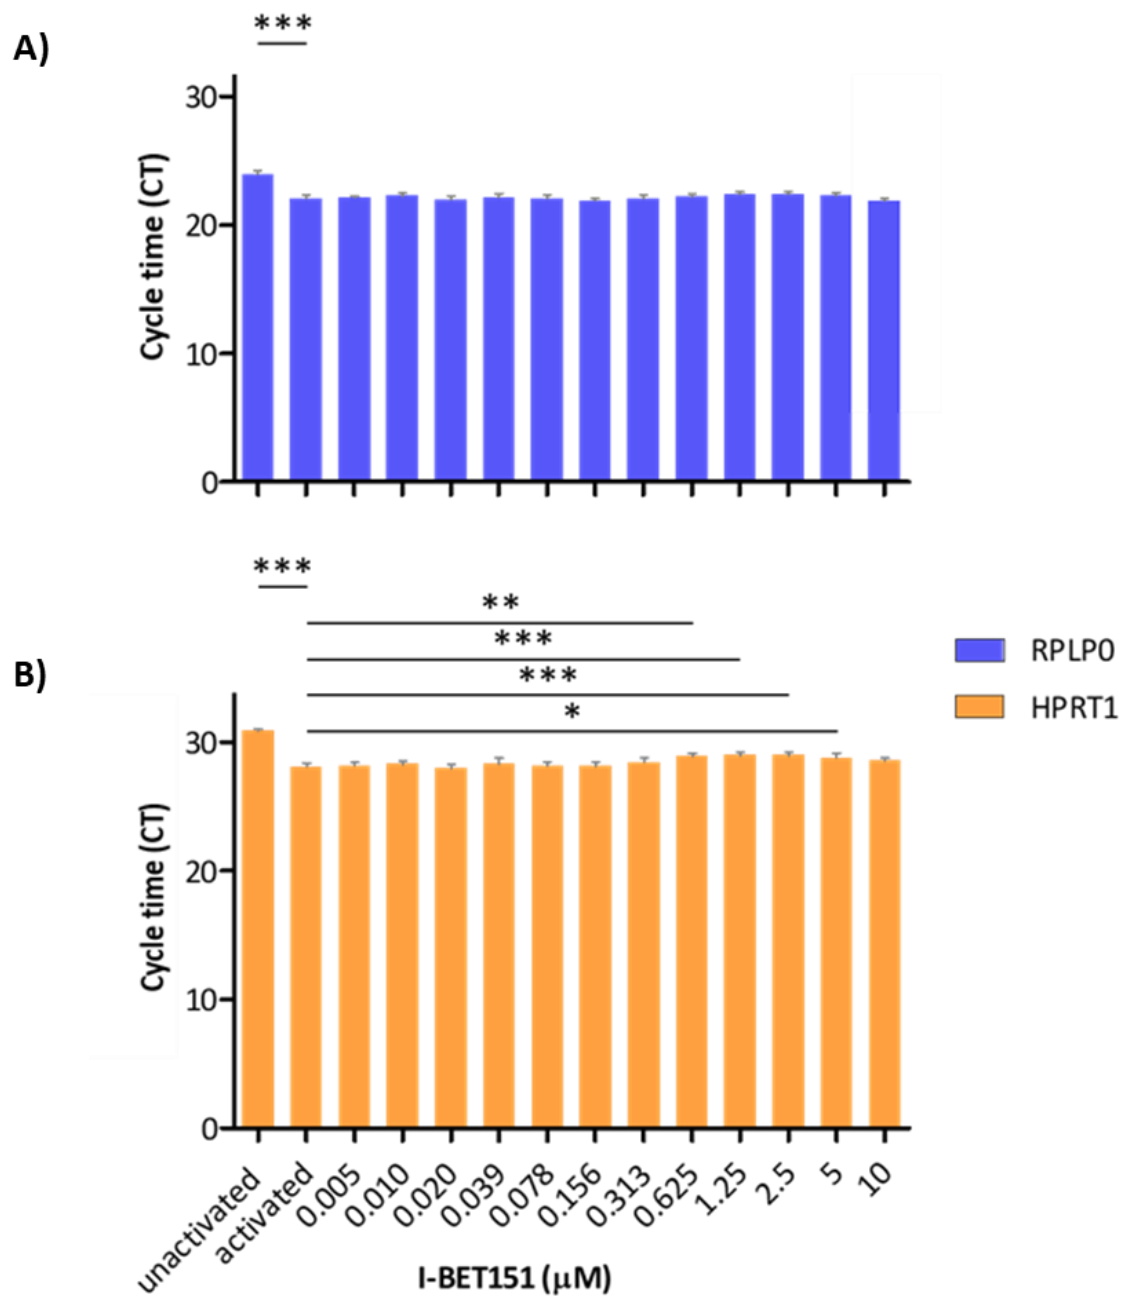 A)
***
30
20
10
0
Cycle time (CT)
B)
***
**
***
***
*
30
20
10
0
Cycle time (CT)
RPLP0
HPRT1
unactivated
activated
0.005
0.010
0.020
0.039
0.078
0.156
0.313
0.625
1.25
2.5
5
10
I-BET151 (μM)